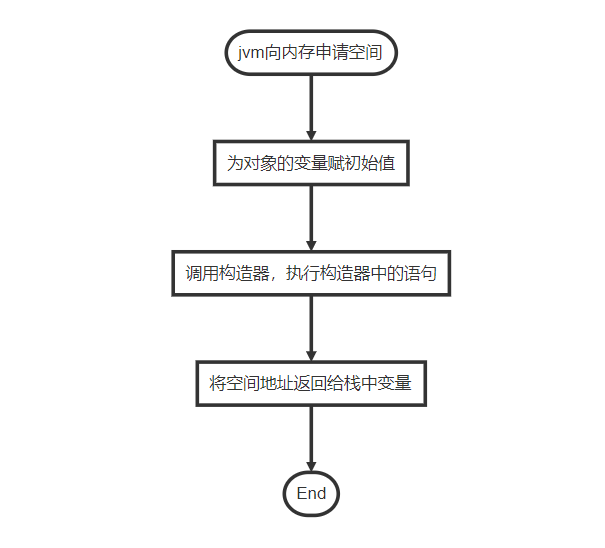 jvm向内存申请空间
为对象的变量赋初始值
调用构造器，执行构造器中的语句
将空间地址返回给栈中变量
End